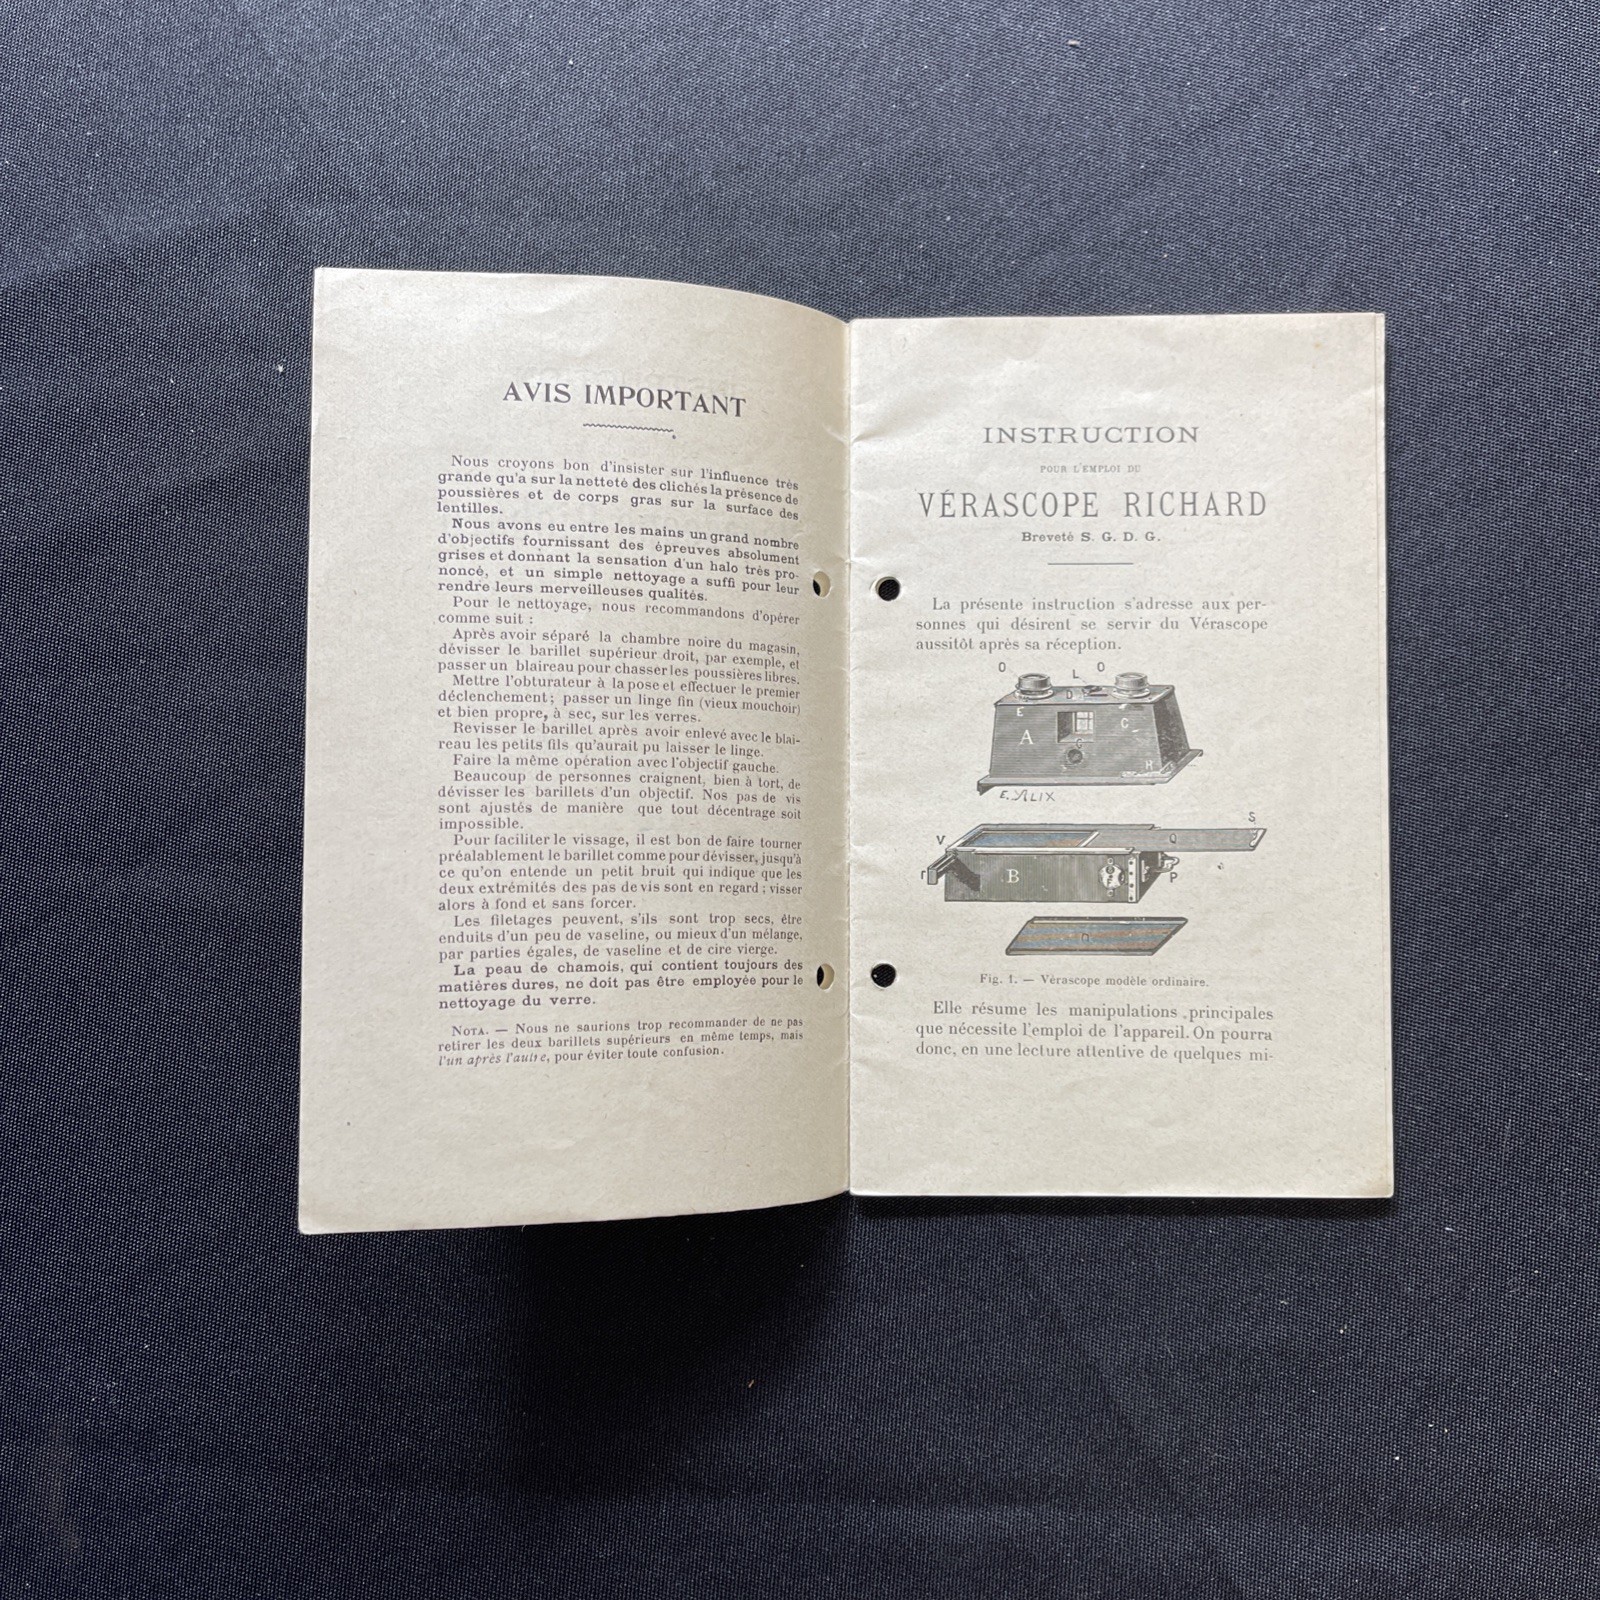 AVIS IMPORTANT
Nous croyons bon d'insister sur l'influence très
grande qu'a sur la netteté des clichés la présence de
poussières et de corps gras sur la surface des
lentilles.
Nous avons eu entre les mains un grand nombre
d'objectifs fournissant des épreuves absolument
grises et donnant la sensation d'un halo très pro-
noncé, et un simple nettoyage a suffi pour leur
rendre leurs merveilleuses qualités.
Pour le nettoyage, nous recommandons d'opérer
comme suit :
Après avoir séparé la chambre noire du magasin,
dévisser le barillet supérieur droit, par exemple, et
passer un blaireau pour chasser les poussières libres.
Mettre l'obturateur à la pose et effectuer le premier
déclenchement; passer un linge fin (vieux mouchoir)
et bien propre, à sec, sur les verres.
Revisser le barillet après avoir enlevé avec le blai-
reau les petits fils qu'aurait pu laisser le linge.
Faire la même opération avec l'objectif gauche.
Beaucoup de personnes craignent, bien à tort, de
dévisser les barillets d'un objectif. Nos pas de vis
sont ajustés de manière que tout décentrage soit
impossible.
Pour faciliter le vissage, il est bon de faire tourner
préalablement le barillet comme pour dévisser, jusqu'à
ce qu'on entende un petit bruit qui indique que les
deux extrémités des pas de vis sont en regard ; visser
alors à fond et sans forcer.
Les filetages peuvent, s'ils sont trop secs, être
enduits d'un peu de vaseline, ou mieux d'un mélange,
par parties égales, de vaseline et de cire vierge.
La peau de chamois, qui contient toujours des
matières dures, ne doit pas être employée pour le
nettoyage du verre.
NOTA. — Nous ne saurions trop recommander de ne pas
retirer les deux barillets supérieurs en même temps, mais
l'un après l'autre, pour éviter toute confusion.
INSTRUCTION
POUR L'EMPLOI DU
VÉRASCOPE RICHARD
Breveté S. G. D. G.
La présente instruction s'adresse aux per-
sonnes qui désirent se servir du Vérascope
aussitôt après sa réception.
O L O
D
E C
A
G
R
E. ALIX
S
V Q
r B P
Fig. 1. — Vérascope modèle ordinaire.
Elle résume les manipulations principales
que nécessite l'emploi de l'appareil. On pourra
donc, en une lecture attentive de quelques mi-